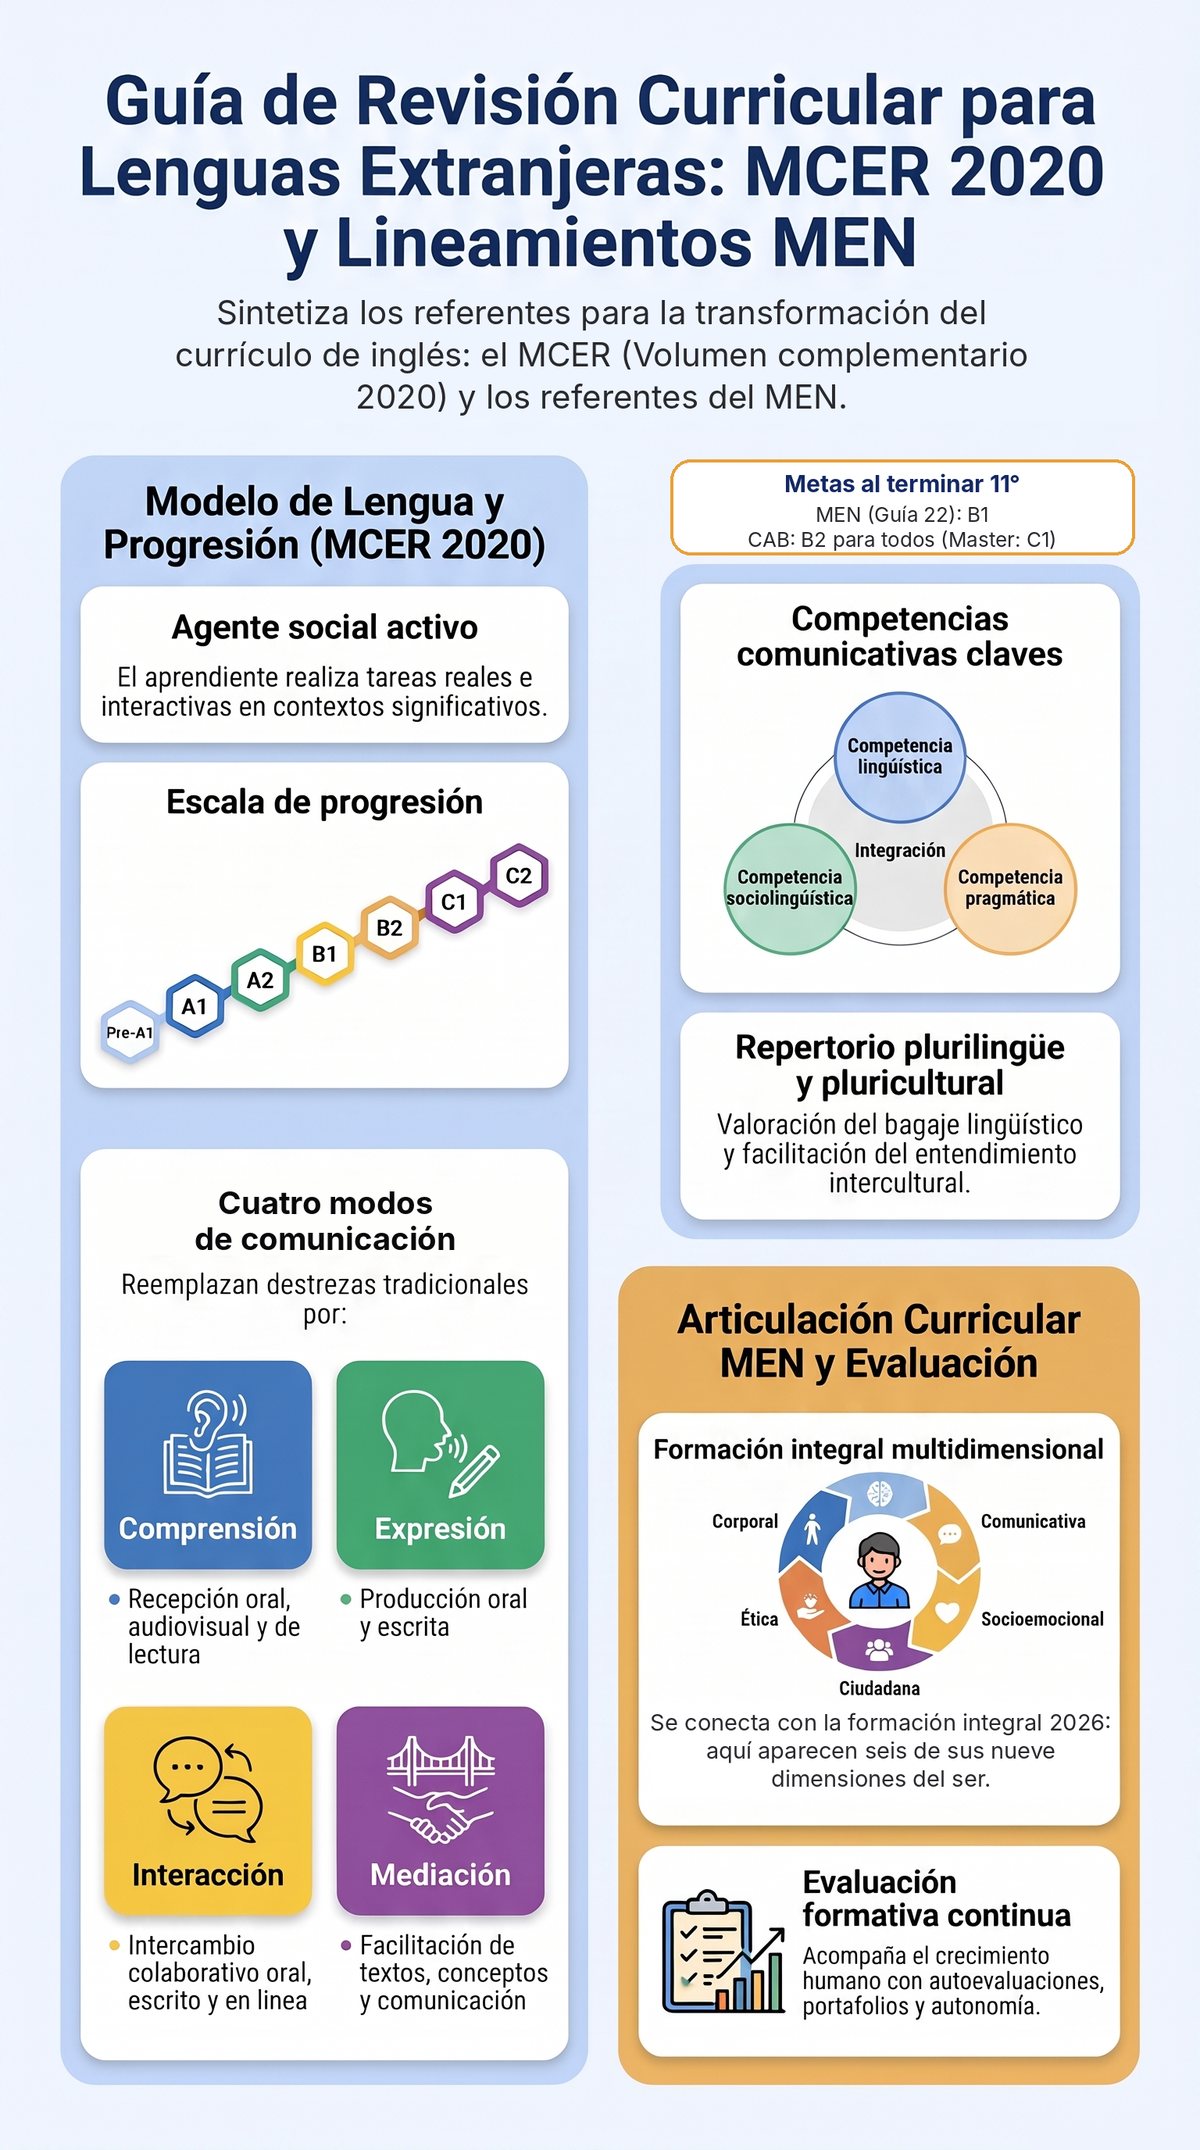 Guía de Revisión Curricular para
Lenguas Extranjeras: MCER 2020
y Lineamientos MEN
Sintetiza los referentes para la transformación del
currículo de inglés: el MCER (Volumen complementario
2020) y los referentes del MEN.
Modelo de Lengua y
Progresión (MCER 2020)
Agente social activo
El aprendiente realiza tareas reales e
interactivas en contextos significativos.
Escala de progresión
Pre-A1
A1
A2
B1
B2
C1
C2
Cuatro modos
de comunicación
Reemplazan destrezas tradicionales
por:
Comprensión
Recepción oral,
audiovisual y de
lectura
Expresión
Producción oral
y escrita
Interacción
Intercambio
colaborativo oral,
escrito y en linea
Mediación
Facilitación de
textos, conceptos
y comunicación
Metas al terminar 11°
MEN (Guía 22): B1
CAB: B2 para todos (Master: C1)
Competencias
comunicativas claves
Competencia
lingúística
Integración
Competencia
sociolingúística
Competencia
pragmática
Repertorio plurilingüe
y pluricultural
Valoración del bagaje lingüístico
y facilitación del entendimiento
intercultural.
Articulación Curricular
MEN y Evaluación
Formación integral multidimensional
Corporal
Comunicativa
Ética
Socioemocional
Ciudadana
Se conecta con la formación integral 2026:
aquí aparecen seis de sus nueve
dimensiones del ser.
Evaluación
formativa continua
Acompaña el crecimiento
humano con autoevaluaciones,
portafolios y autonomía.